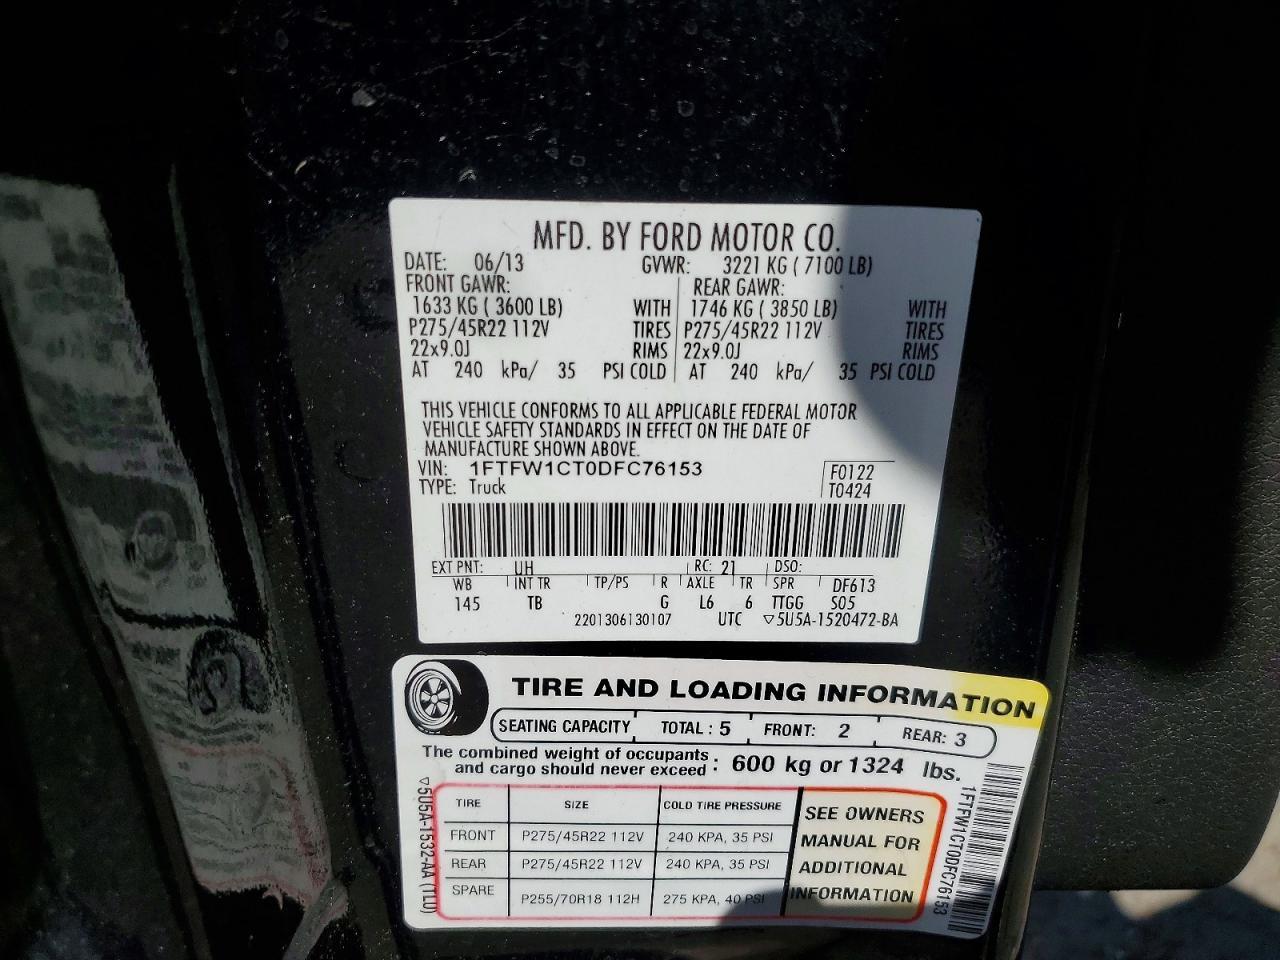 MFD. BY FORD MOTOR CO.
DATE: 06/13 GVWR: 3221 KG ( 7100 LB)
FRONT GAWR: REAR GAWR:
1633 KG ( 3600 LB) WITH 1746 KG ( 3850 LB) WITH
P275/45R22 112V TIRES P275/45R22 112V TIRES
22x9.0J RIMS 22x9.0J RIMS
AT 240 kPa/ 35 PSI COLD AT 240 kPa/ 35 PSI COLD
THIS VEHICLE CONFORMS TO ALL APPLICABLE FEDERAL MOTOR
VEHICLE SAFETY STANDARDS IN EFFECT ON THE DATE OF
MANUFACTURE SHOWN ABOVE.
VIN: 1FTFW1CT0DFC76153 F0122
TYPE: Truck T0424
EXT PNT: UH RC: 21 DSO:
WB INT TR TP/PS R AXLE TR SPR DF613
145 TB G L6 6 TTGG S05
2201306130107 UTC ▽5U5A-1520472-BA
TIRE AND LOADING INFORMATION
SEATING CAPACITY TOTAL : 5 FRONT: 2 REAR: 3
The combined weight of occupants
and cargo should never exceed : 600 kg or 1324 lbs.
TIRE SIZE COLD TIRE PRESSURE
FRONT P275/45R22 112V 240 KPA, 35 PSI
REAR P275/45R22 112V 240 KPA, 35 PSI
SPARE P255/70R18 112H 275 KPA, 40 PSI
SEE OWNERS
MANUAL FOR
ADDITIONAL
INFORMATION
▽5U5A-1532-AA (TLU)
1FTFW1CT0DFC76153